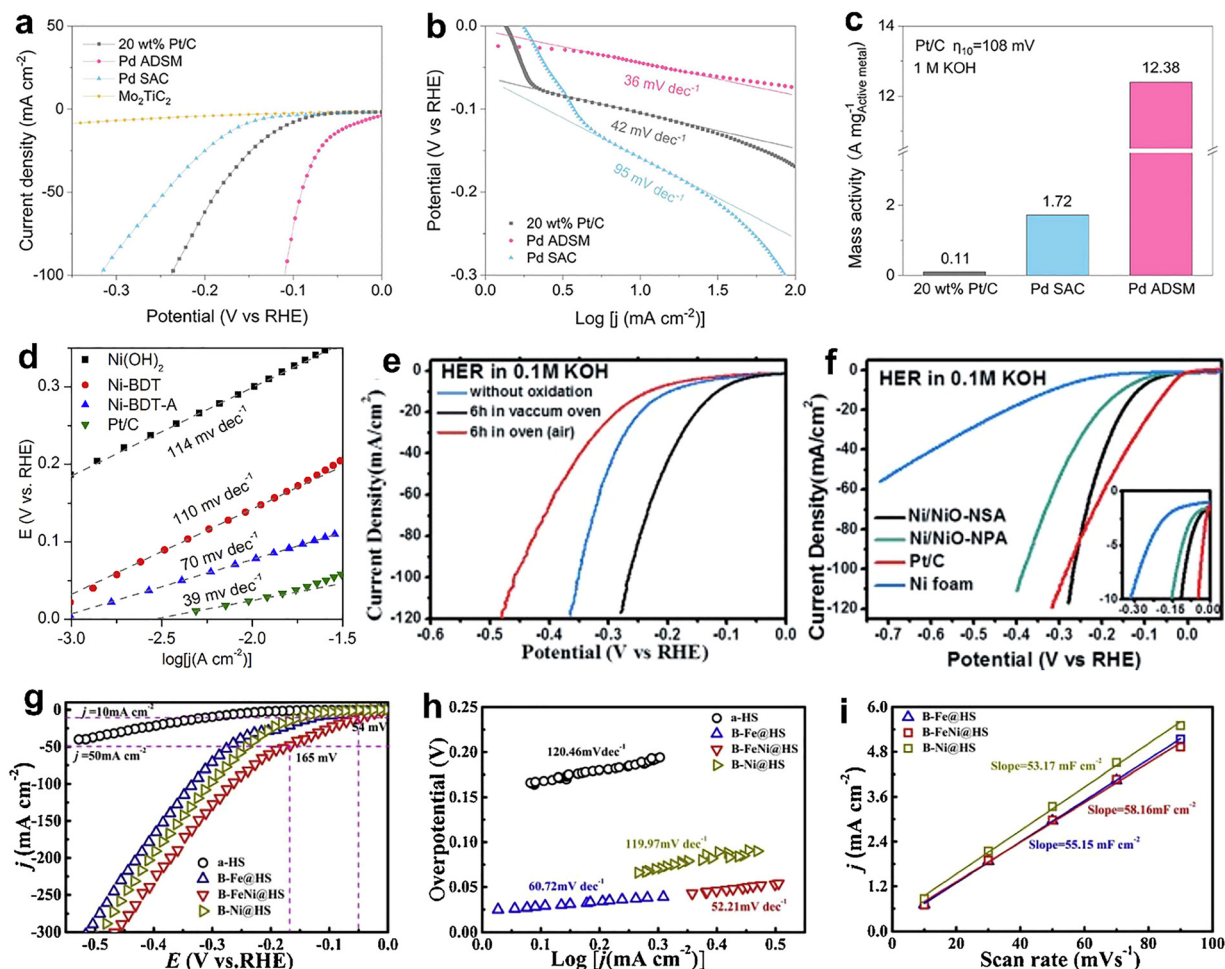 a
20 wt% Pt/C
Pd ADSM
Pd SAC
Mo₂TiC₂
Current density (mA cm⁻²)
0
-50
-100
-0.3
-0.2
-0.1
0.0
Potential (V vs RHE)
b
36 mV dec⁻¹
42 mV dec⁻¹
95 mV dec⁻¹
20 wt% Pt/C
Pd ADSM
Pd SAC
Potential (V vs RHE)
0.0
-0.1
-0.2
-0.3
0.0
0.5
1.0
1.5
2.0
Log [j (mA cm⁻²)]
c
Pt/C η₁₀=108 mV
1 M KOH
12.38
1.72
0.11
Mass activity (A mg⁻¹Active metal)
14
12
2
0
20 wt% Pt/C
Pd SAC
Pd ADSM
d
Ni(OH)₂
Ni-BDT
Ni-BDT-A
Pt/C
114 mv dec⁻¹
110 mv dec⁻¹
70 mv dec⁻¹
39 mv dec⁻¹
E (V vs. RHE)
0.3
0.2
0.1
0.0
-3.0
-2.5
-2.0
-1.5
log[j(A cm⁻²)]
e
HER in 0.1M KOH
without oxidation
6h in vaccum oven
6h in oven (air)
Current Density(mA/cm²)
0
-20
-40
-60
-80
-100
-120
-0.6
-0.5
-0.4
-0.3
-0.2
-0.1
0.0
Potential (V vs RHE)
f
HER in 0.1M KOH
Ni/NiO-NSA
Ni/NiO-NPA
Pt/C
Ni foam
Current Density(mA/cm²)
0
-20
-40
-60
-80
-100
-120
-0.7
-0.6
-0.5
-0.4
-0.3
-0.2
-0.1
0.0
Potential (V vs RHE)
0
-5
-10
-0.30
-0.15
0.00
g
j =10mA cm⁻²
54 mV
j =50mA cm⁻²
165 mV
a-HS
B-Fe@HS
B-FeNi@HS
B-Ni@HS
j (mA cm⁻²)
0
-50
-100
-150
-200
-250
-300
-0.5
-0.4
-0.3
-0.2
-0.1
0.0
E (V vs.RHE)
h
a-HS
B-Fe@HS
B-FeNi@HS
B-Ni@HS
120.46mVdec⁻¹
119.97mV dec⁻¹
60.72mV dec⁻¹
52.21mV dec⁻¹
Overpotential (V)
0.25
0.20
0.15
0.10
0.05
0.00
0.0
0.1
0.2
0.3
0.4
0.5
Log [j(mA cm⁻²]
i
B-Fe@HS
B-FeNi@HS
B-Ni@HS
Slope=53.17 mF cm⁻²
Slope=58.16mF cm⁻²
Slope=55.15 mF cm⁻²
j (mA cm⁻²)
6.0
4.8
3.6
2.4
1.2
0.0
0
20
40
60
80
100
Scan rate (mVs⁻¹)